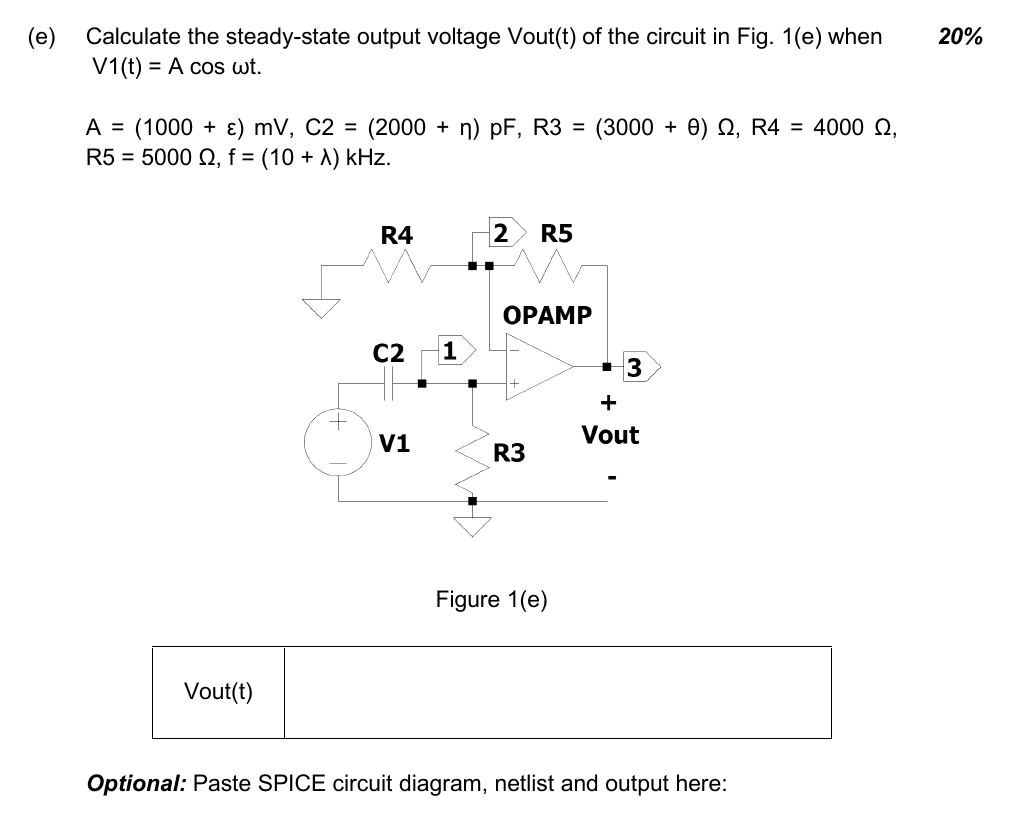 (e) Calculate the steady-state output voltage Vout(t) of the circuit in Fig. 1(e) when 20%
V1(t) = A cos ωt.
A = (1000 + ε) mV, C2 = (2000 + η) pF, R3 = (3000 + θ) Ω, R4 = 4000 Ω,
R5 = 5000 Ω, f = (10 + λ) kHz.
R4 2 R5
OPAMP
C2 1
3
+
Vout
V1
R3
-
Figure 1(e)
Vout(t)
Optional: Paste SPICE circuit diagram, netlist and output here: